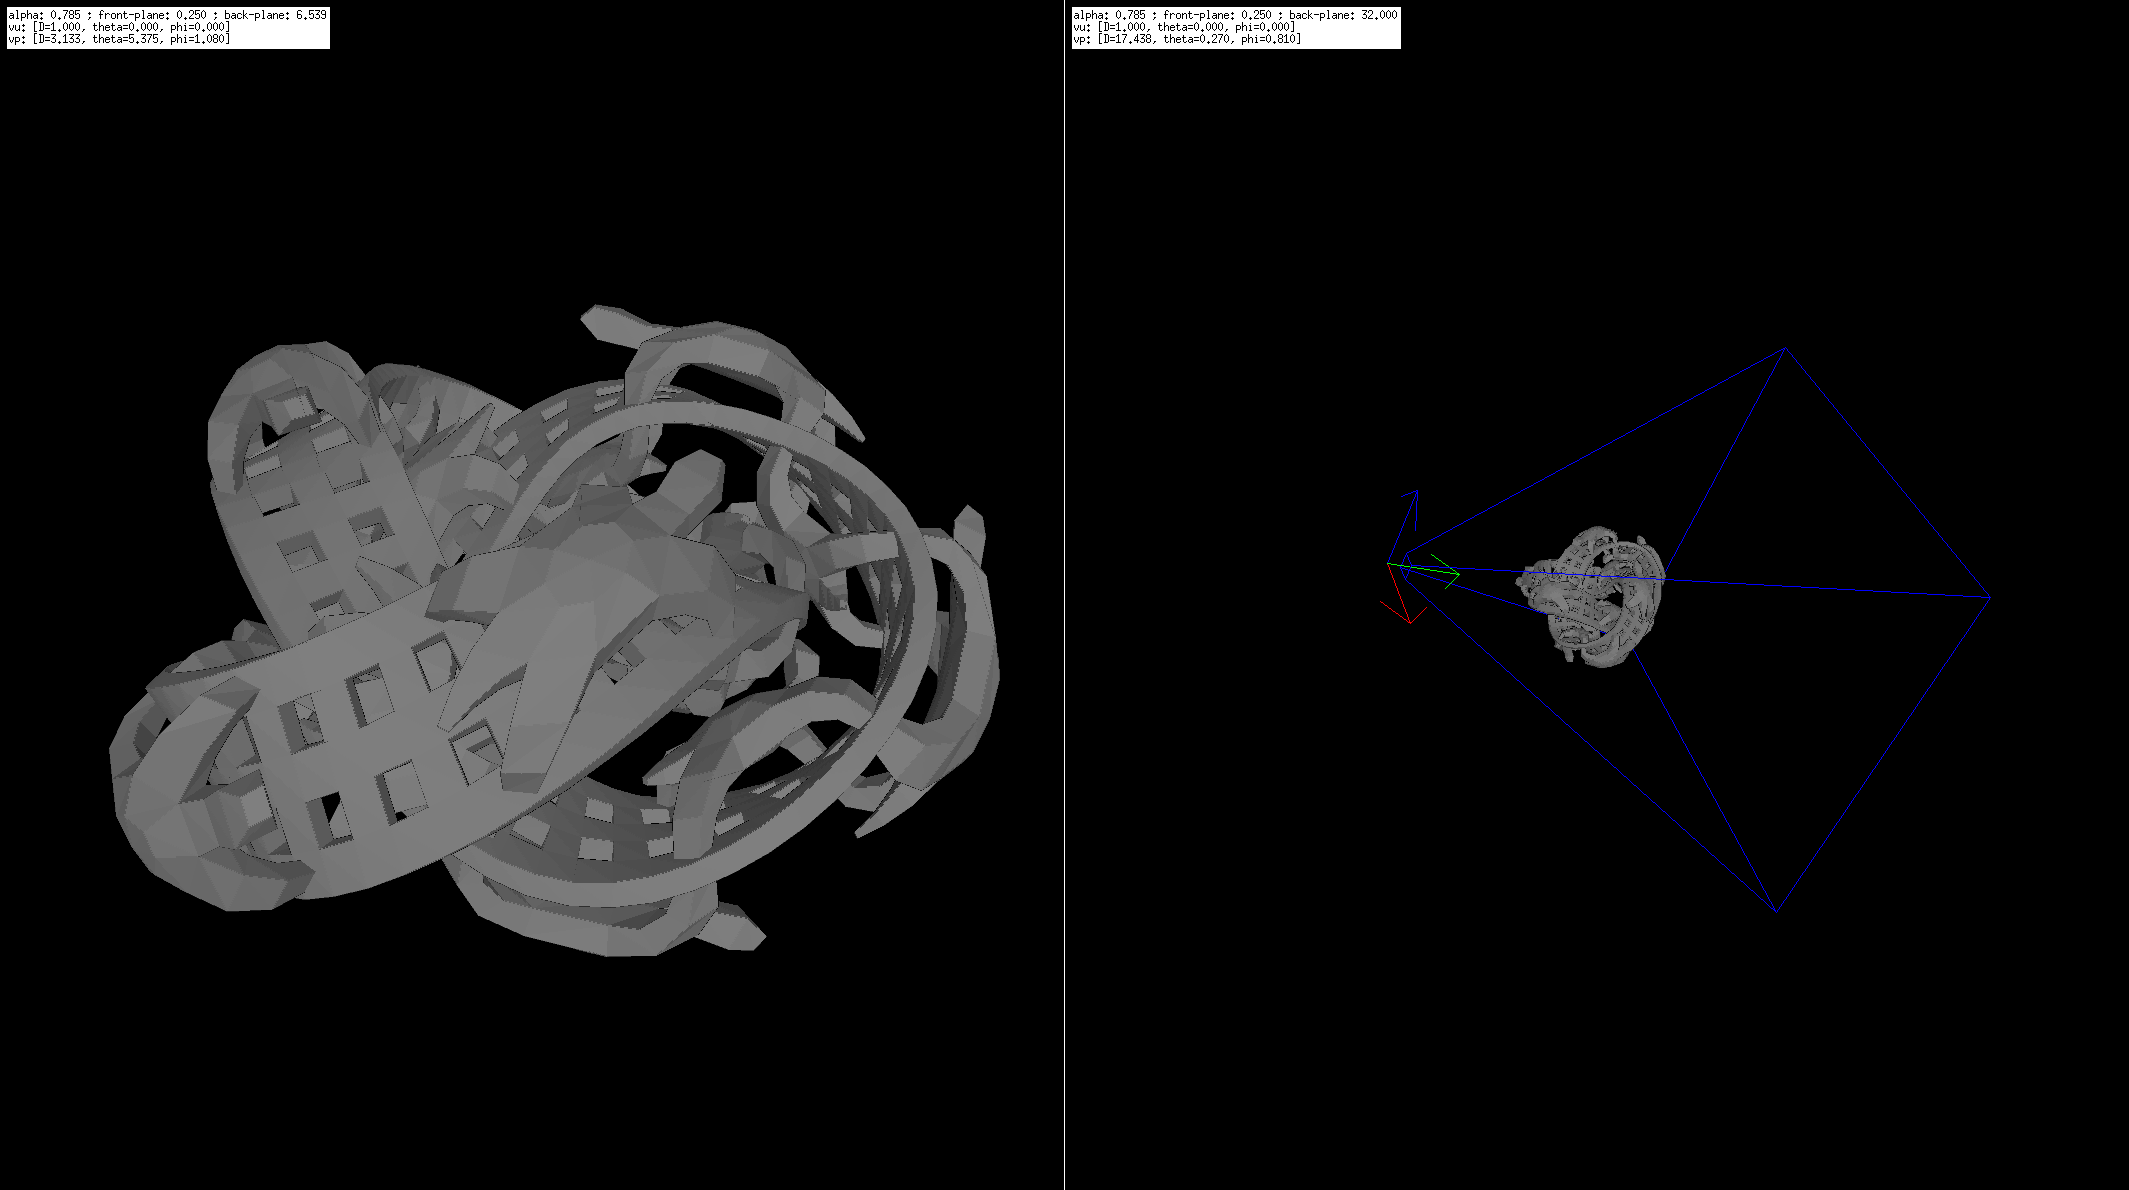 alpha: 0.785 ; front-plane: 0.250 ; back-plane: 6.539
vu: [D=1.000, theta=0.000, phi=0.000]
vp: [D=3.133, theta=5.375, phi=1.080]
alpha: 0.785 ; front-plane: 0.250 ; back-plane: 32.000
vu: [D=1.000, theta=0.000, phi=0.000]
vp: [D=17.438, theta=0.270, phi=0.810]